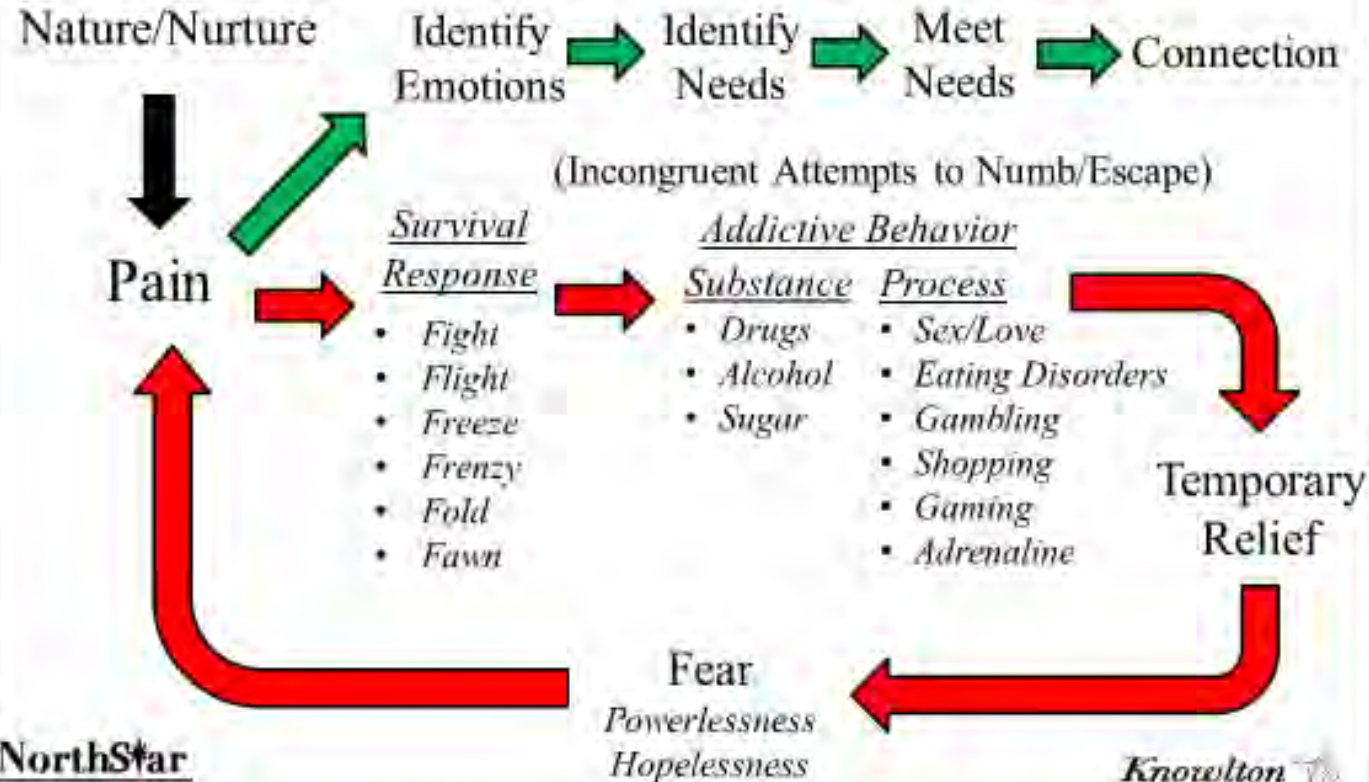 Nature/Nurture
Identify
Emotions
Identify
Needs
Meet
Needs
Connection
(Incongruent Attempts to Numb/Escape)
Pain
Survival
Response
• Fight
• Flight
• Freeze
• Frenzy
• Fold
• Fawn
Addictive Behavior
Substance
• Drugs
• Alcohol
• Sugar
Process
• Sex/Love
• Eating Disorders
• Gambling
• Shopping
• Gaming
• Adrenaline
Temporary
Relief
Fear
Powerlessness
Hopelessness
NorthStar
Knowlton